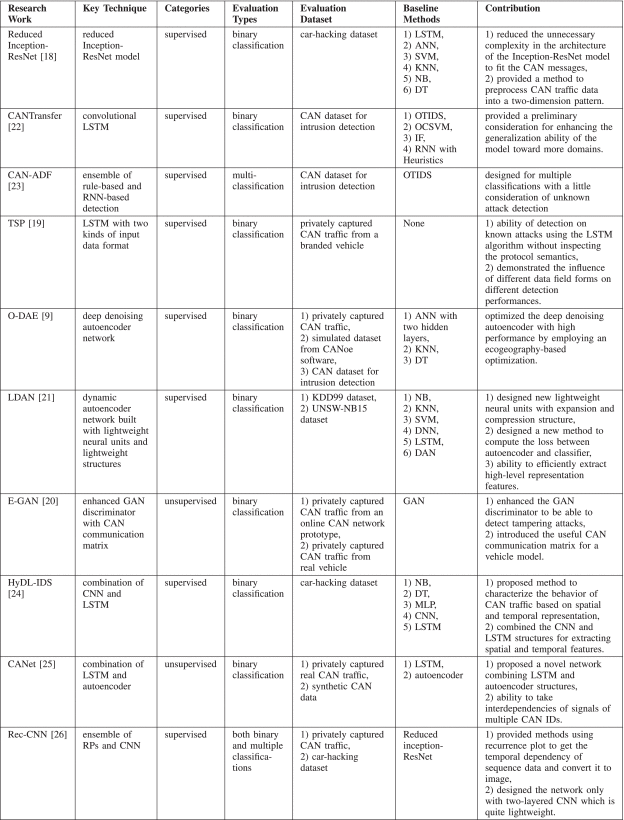 Research
Work
Key Technique
Categories
Evaluation
Types
Evaluation
Dataset
Baseline
Methods
Contribution
Reduced
Inception-
ResNet [18]
reduced
Inception-
ResNet model
supervised
binary
classification
car-hacking dataset
1) LSTM,
2) ANN,
3) SVM,
4) KNN,
5) NB,
6) DT
1) reduced the unnecessary
complexity in the architecture
of the Inception-ResNet model
to fit the CAN messages,
2) provided a method to
preprocess CAN traffic data
into a two-dimension pattern.
CANTransfer
[22]
convolutional
LSTM
supervised
binary
classification
CAN dataset for
intrusion detection
1) OTIDS,
2) OCSVM,
3) IF,
4) RNN with
Heuristics
provided a preliminary
consideration for enhancing the
generalization ability of the
model toward more domains.
CAN-ADF
[23]
ensemble of
rule-based and
RNN-based
detection
supervised
multi-
classification
CAN dataset for
intrusion detection
OTIDS
designed for multiple
classifications with a little
consideration of unknown
attack detection
TSP [19]
LSTM with two
kinds of input
data format
supervised
binary
classification
privately captured
CAN traffic from a
branded vehicle
None
1) ability of detection on
known attacks using the LSTM
algorithm without inspecting
the protocol semantics,
2) demonstrated the influence
of different data field forms on
different detection
performances.
O-DAE [9]
deep denoising
autoencoder
network
supervised
binary
classification
1) privately captured
CAN traffic,
2) simulated dataset
from CANoe
software,
3) CAN dataset for
intrusion detection
1) ANN with
two hidden
layers,
2) KNN,
3) DT
optimized the deep denoising
autoencoder with high
performance by employing an
ecogeography-based
optimization.
LDAN [21]
dynamic
autoencoder
network built
with lightweight
neural units and
lightweight
structures
supervised
binary
classification
1) KDD99 dataset,
2) UNSW-NB15
dataset
1) NB,
2) KNN,
3) SVM,
4) DNN,
5) LSTM,
6) DAN
1) designed new lightweight
neural units with expansion and
compression structure,
2) designed a new method to
compute the loss between
autoencoder and classifier,
3) ability to efficiently extract
high-level representation
features.
E-GAN [20]
enhanced GAN
discriminator
with CAN
communication
matrix
unsupervised
binary
classification
1) privately captured
CAN traffic from an
online CAN network
prototype,
2) privately captured
CAN traffic from
real vehicle
GAN
1) enhanced the GAN
discriminator to be able to
detect tampering attacks,
2) introduced the useful CAN
communication matrix for a
vehicle model.
HyDL-IDS
[24]
combination of
CNN and
LSTM
supervised
binary
classification
car-hacking dataset
1) NB,
2) DT,
3) MLP,
4) CNN,
5) LSTM
1) proposed method to
characterize the behavior of
CAN traffic based on spatial
and temporal representation,
2) combined the CNN and
LSTM structures for extracting
spatial and temporal features.
CANet [25]
combination of
LSTM and
autoencoder
unsupervised
binary
classification
1) privately captured
real CAN traffic,
2) synthetic CAN
data
1) LSTM,
2) autoencoder
1) proposed a novel network
combining LSTM and
autoencoder structures,
2) ability to take
interdependencies of signals of
multiple CAN IDs.
Rec-CNN [26]
ensemble of
RPs and CNN
supervised
both binary
and multiple
classifica-
tions
1) privately captured
CAN traffic,
2) car-hacking
dataset
Reduced
inception-
ResNet
1) provided methods using
recurrence plot to get the
temporal dependency of
sequence data and convert it to
image,
2) designed the network only
with two-layered CNN which is
quite lightweight.